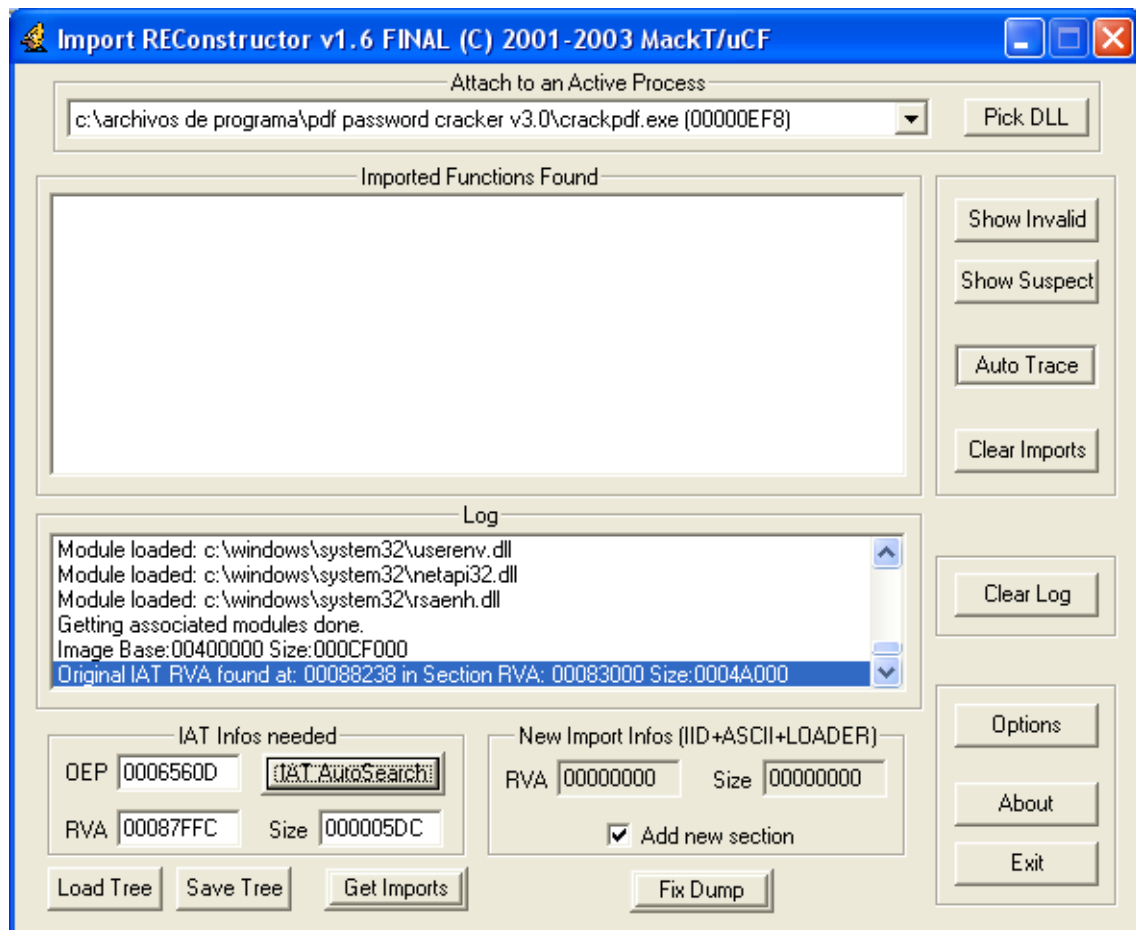 Import REConstructor v1.6 FINAL (C) 2001-2003 MackT/uCF
Attach to an Active Process
c:\archivos de programa\pdf password cracker v3.0\crackpdf.exe (00000EF8)
Pick DLL
Imported Functions Found
Show Invalid
Show Suspect
Auto Trace
Clear Imports
Log
Module loaded: c:\windows\system32\userenv.dll
Module loaded: c:\windows\system32\netapi32.dll
Module loaded: c:\windows\system32\rsaenh.dll
Getting associated modules done.
Image Base:00400000 Size:000CF000
Original IAT RVA found at: 00088238 in Section RVA: 00083000 Size:0004A000
Clear Log
IAT Infos needed
OEP 0006560D IAT AutoSearch
RVA 00087FFC Size 000005DC
New Import Infos (IID+ASCII+LOADER)
RVA 00000000 Size 00000000
Add new section
Options
About
Exit
Load Tree Save Tree Get Imports Fix Dump